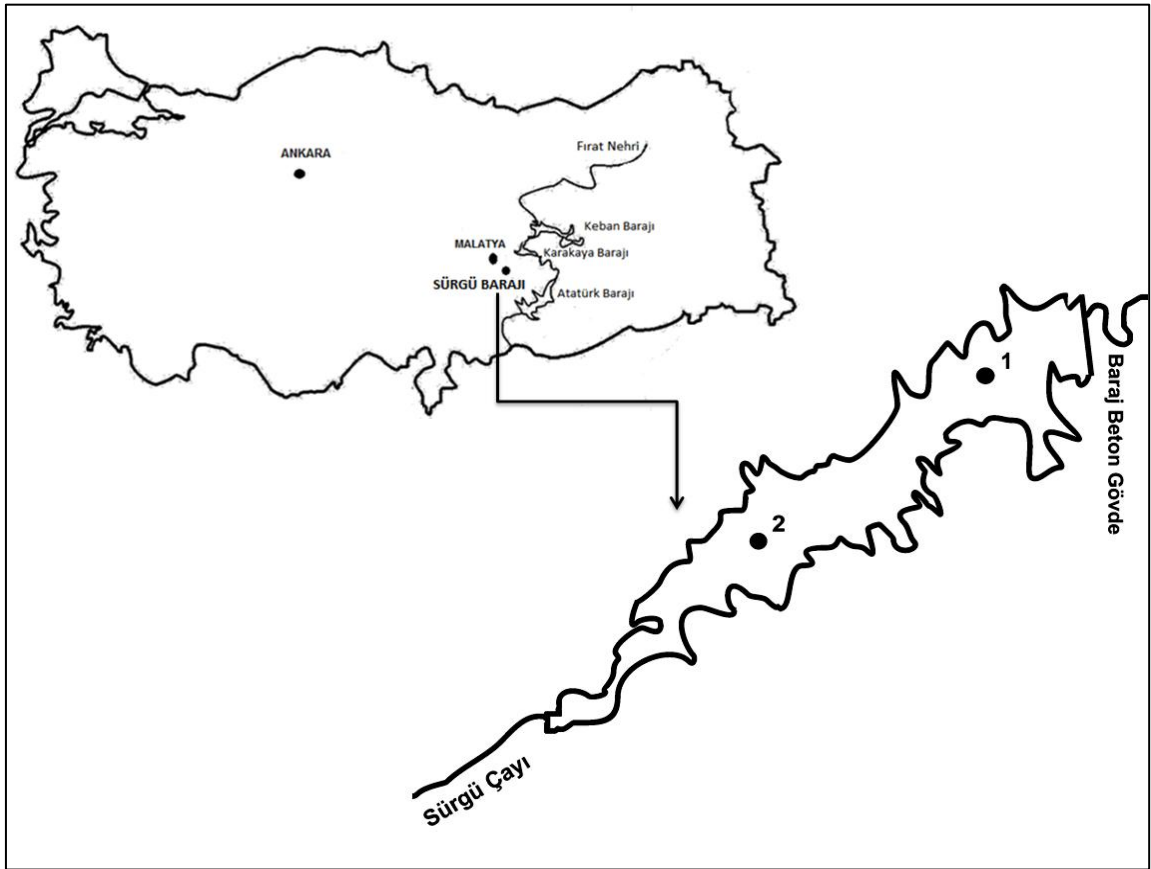 ANKARA
Fırat Nehri
Keban Barajı
MALATYA
Karakaya Barajı
SÜRGÜ BARAJI
Atatürk Barajı
1
Baraj Beton Gövde
2
Sürgü Çayı